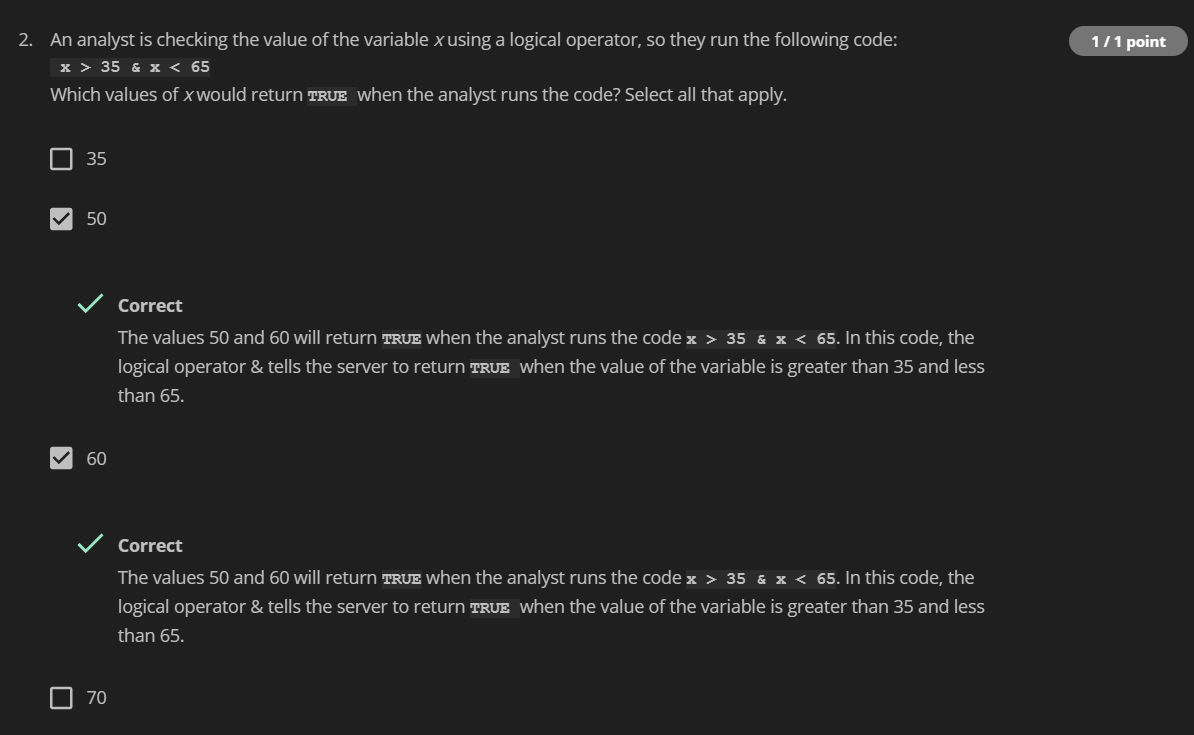 2. An analyst is checking the value of the variable x using a logical operator, so they run the following code:
1 / 1 point
x > 35 & x < 65
Which values of x would return TRUE when the analyst runs the code? Select all that apply.
35
50
Correct
The values 50 and 60 will return TRUE when the analyst runs the code x > 35 & x < 65. In this code, the
logical operator & tells the server to return TRUE when the value of the variable is greater than 35 and less
than 65.
60
Correct
The values 50 and 60 will return TRUE when the analyst runs the code x > 35 & x < 65. In this code, the
logical operator & tells the server to return TRUE when the value of the variable is greater than 35 and less
than 65.
70